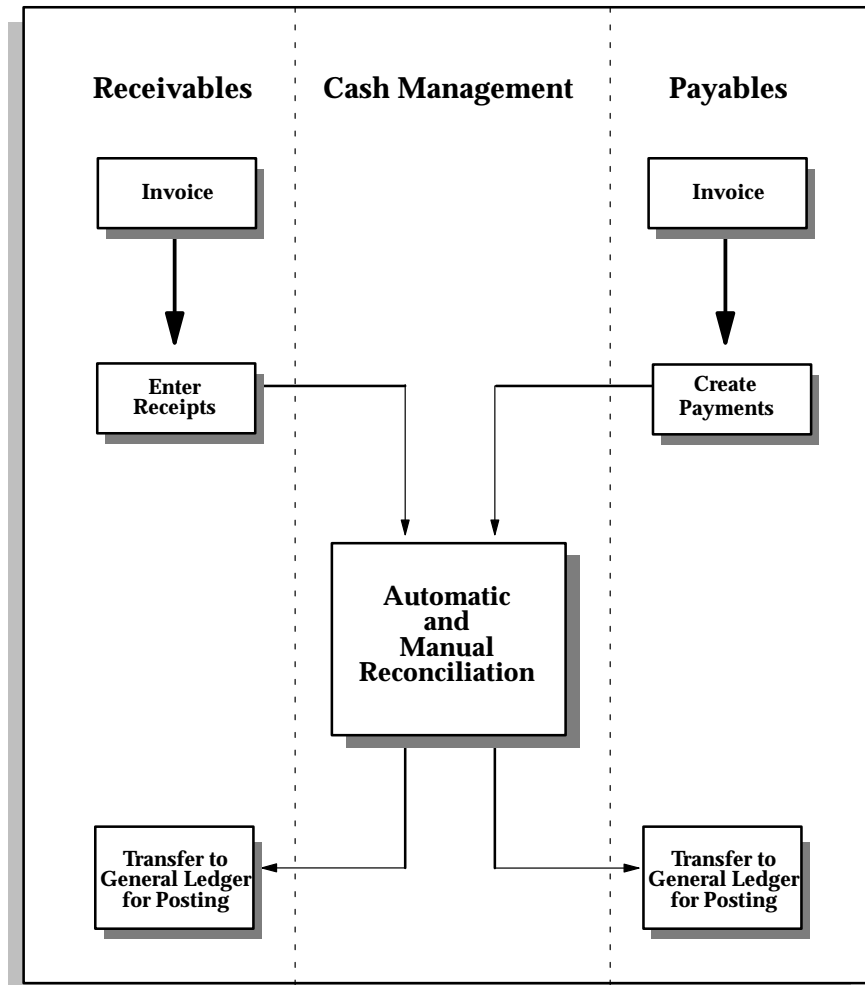 Receivables
Cash Management
Payables
Invoice
Invoice
Enter
Receipts
Create
Payments
Automatic
and
Manual
Reconciliation
Transfer to
General Ledger
for Posting
Transfer to
General Ledger
for Posting